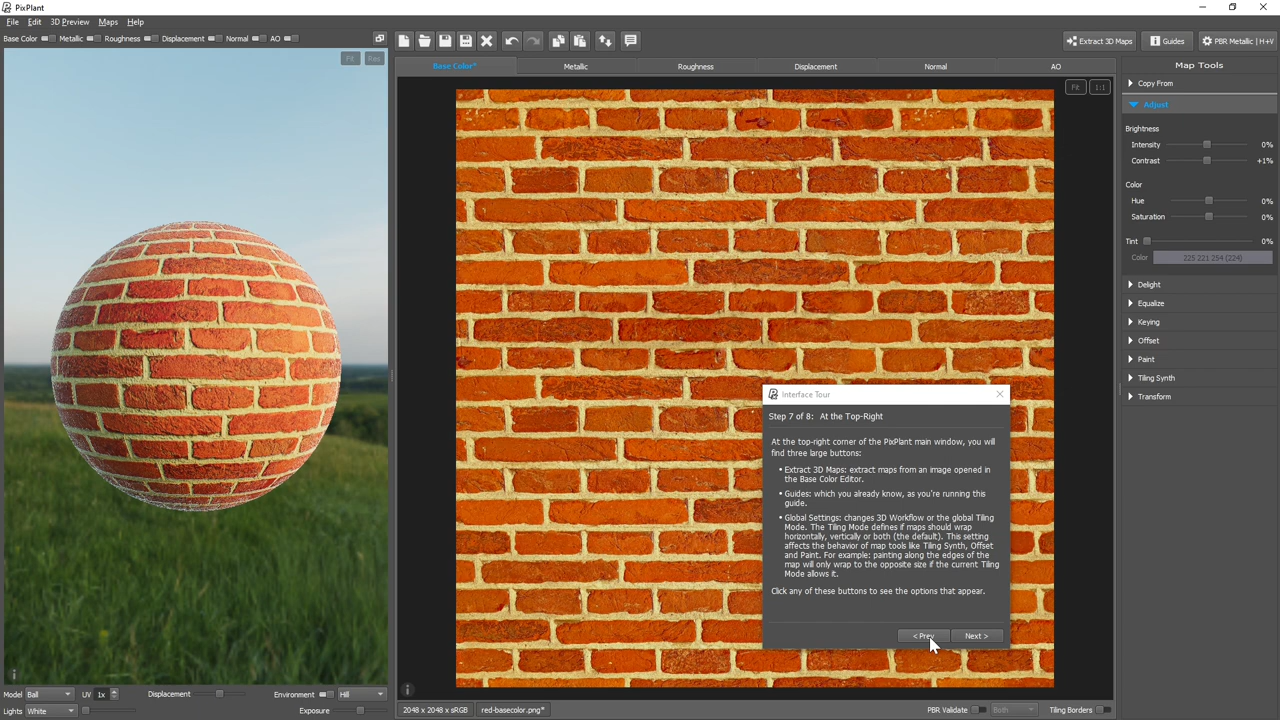 PixPlant
File Edit 3D Preview Maps Help
Base Color Metallic Roughness Displacement Normal AO
Extract 3D Maps Guides PBR Metallic | H+V
Fit Res
Base Color* Metallic Roughness Displacement Normal AO
Fit 1:1
Map Tools
Copy From
Adjust
Brightness
Intensity 0%
Contrast +1%
Color
Hue 0%
Saturation 0%
Tint 0%
Color 225 221 254 (224)
Delight
Equalize
Keying
Offset
Paint
Tiling Synth
Transform
Interface Tour
Step 7 of 8: At the Top-Right
At the top-right corner of the PixPlant main window, you will
find three large buttons:
• Extract 3D Maps: extract maps from an image opened in
the Base Color Editor.
• Guides: which you already know, as you're running this
guide.
• Global Settings: changes 3D Workflow or the global Tiling
Mode. The Tiling Mode defines if maps should wrap
horizontally, vertically or both (the default). This setting
affects the behavior of map tools like Tiling Synth, Offset
and Paint. For example: painting along the edges of the
map will only wrap to the opposite size if the current Tiling
Mode allows it.
Click any of these buttons to see the options that appear.
< Prev Next >
Model Ball UV 1x Displacement Environment Hill
Lights White Exposure
2048 x 2048 x sRGB red-basecolor.png* PBR Validate Both Tiling Borders